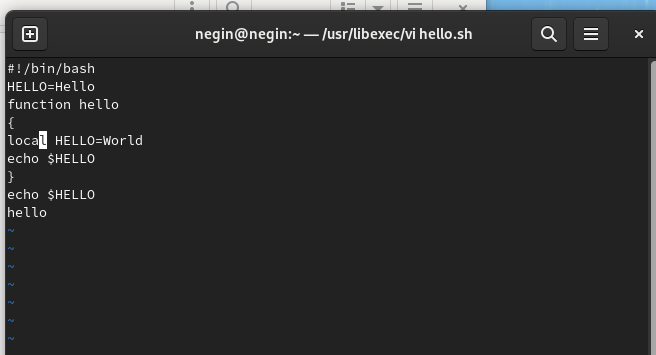 negin@negin:~ — /usr/libexec/vi hello.sh
#!/bin/bash
HELLO=Hello
function hello
{
local HELLO=World
echo $HELLO
}
echo $HELLO
hello
~
~
~
~
~
~
~